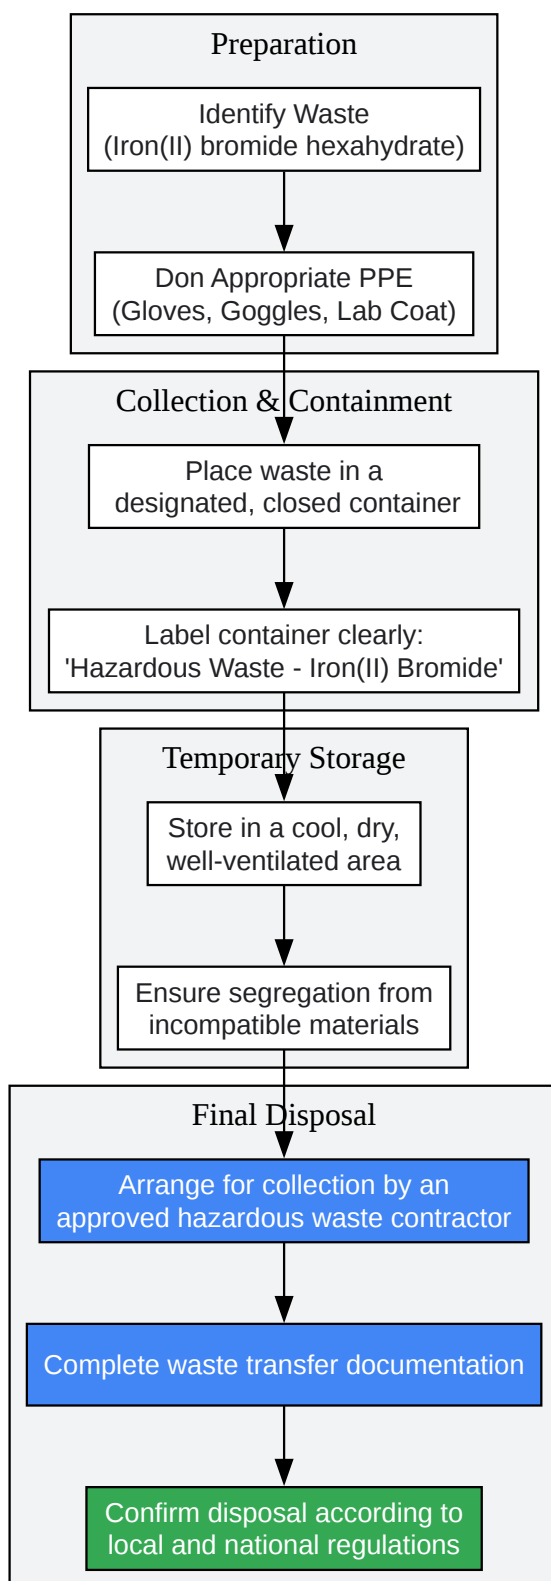 Preparation
Identify Waste
(Iron(II) bromide hexahydrate)
Don Appropriate PPE
(Gloves, Goggles, Lab Coat)
Collection & Containment
Place waste in a
designated, closed container
Label container clearly:
'Hazardous Waste - Iron(II) Bromide'
Temporary Storage
Store in a cool, dry,
well-ventilated area
Ensure segregation from
incompatible materials
Final Disposal
Arrange for collection by an
approved hazardous waste contractor
Complete waste transfer documentation
Confirm disposal according to
local and national regulations